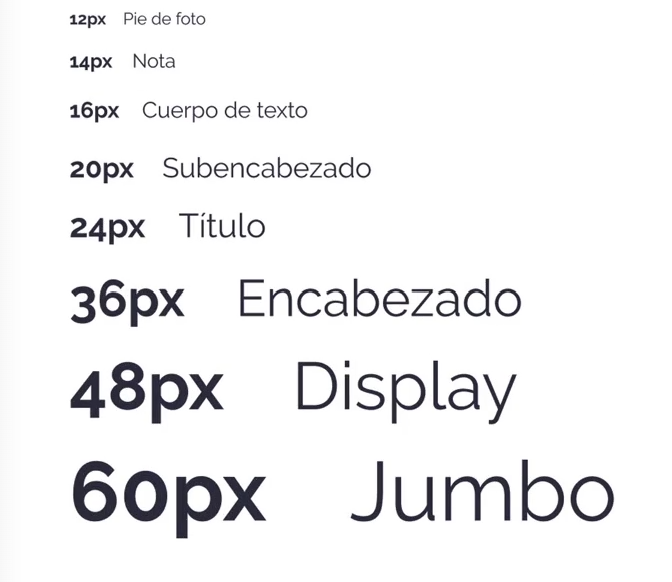 12px Pie de foto
14px Nota
16px Cuerpo de texto
20px Subencabezado
24px Título
36px Encabezado
48px Display
60px Jumbo